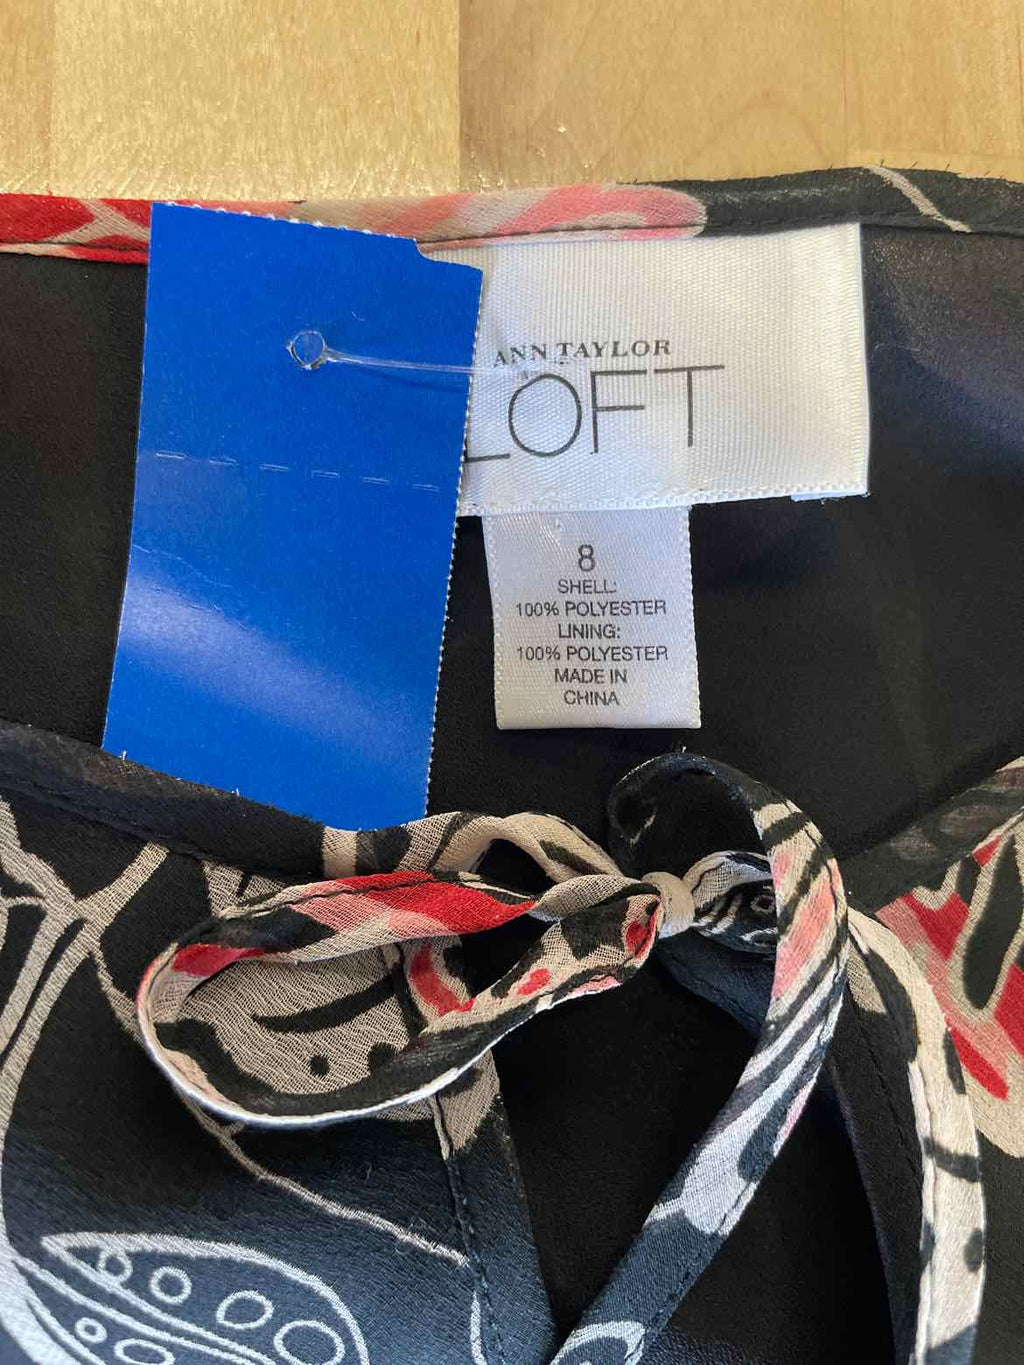 ANN TAYLOR
LOFT
8
SHELL:
100% POLYESTER
LINING:
100% POLYESTER
MADE IN
CHINA